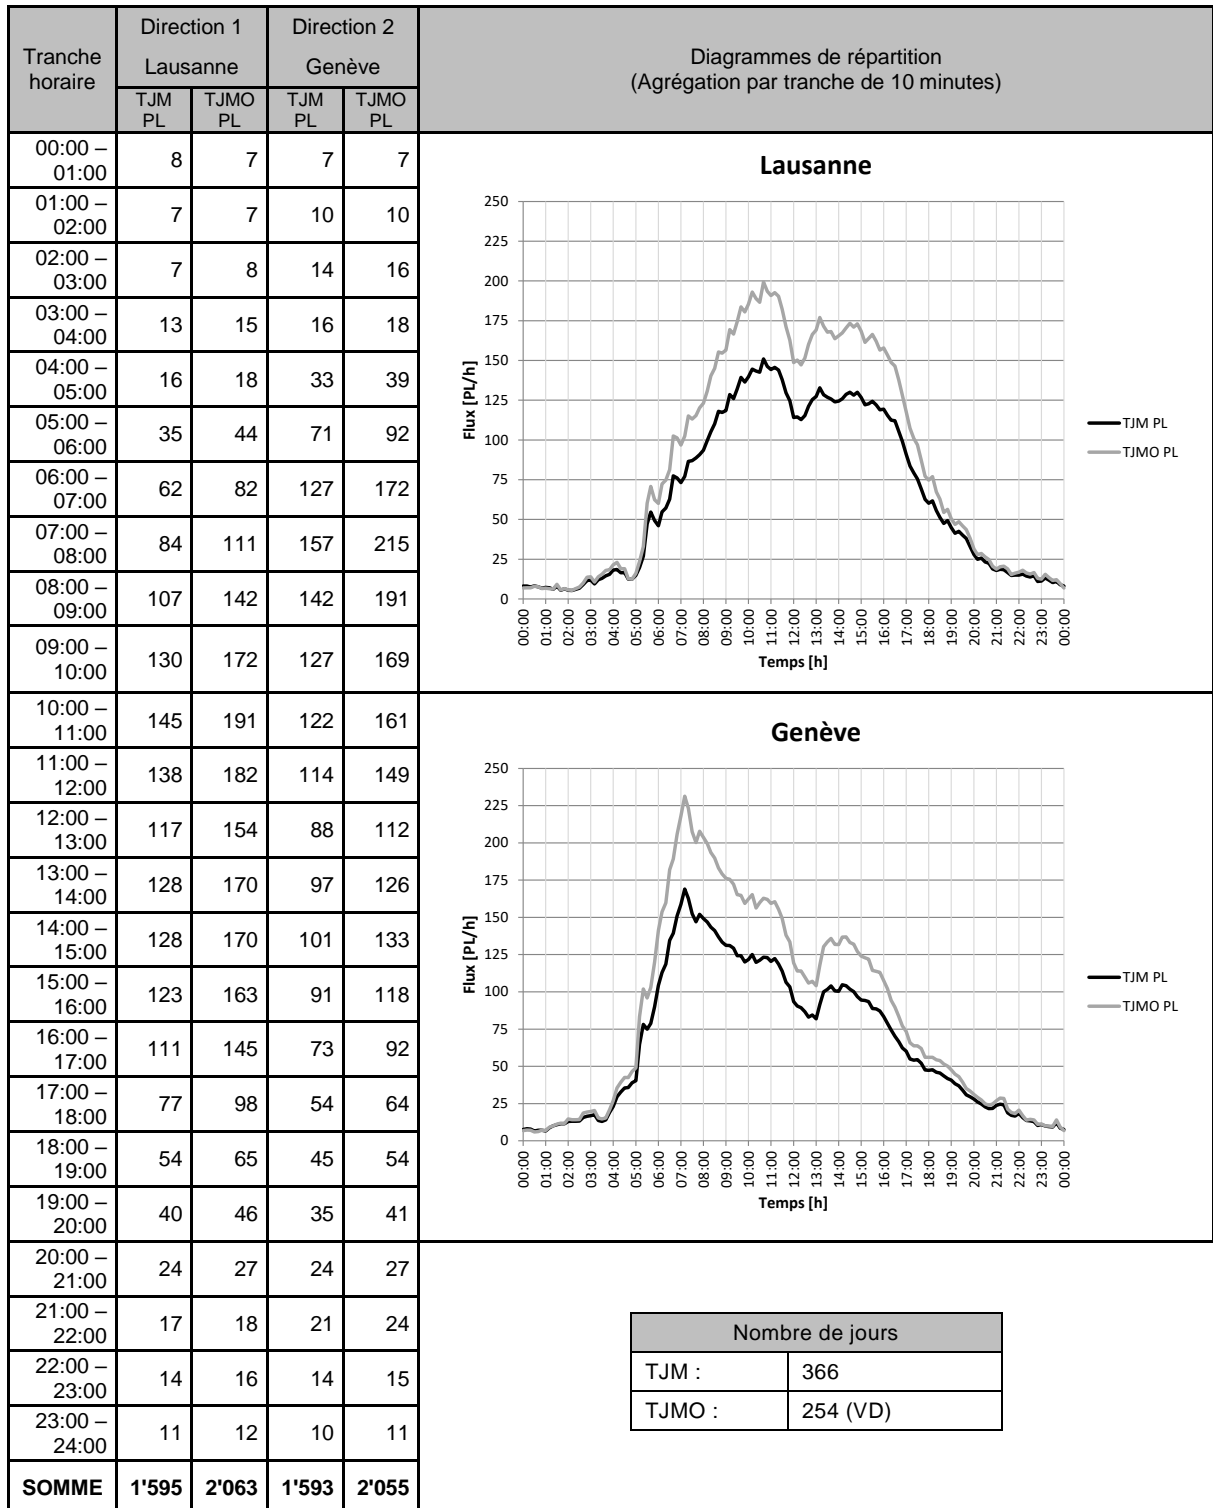 Tranche horaire | Direction 1 Lausanne | Direction 2 Genève | Diagrammes de répartition
(Agrégation par tranche de 10 minutes)
TJM PL | TJMO PL | TJM PL | TJMO PL
00:00 – 01:00 8 7 7 7
01:00 – 02:00 7 7 10 10
02:00 – 03:00 7 8 14 16
03:00 – 04:00 13 15 16 18
04:00 – 05:00 16 18 33 39
05:00 – 06:00 35 44 71 92
06:00 – 07:00 62 82 127 172
07:00 – 08:00 84 111 157 215
08:00 – 09:00 107 142 142 191
09:00 – 10:00 130 172 127 169
10:00 – 11:00 145 191 122 161
11:00 – 12:00 138 182 114 149
12:00 – 13:00 117 154 88 112
13:00 – 14:00 128 170 97 126
14:00 – 15:00 128 170 101 133
15:00 – 16:00 123 163 91 118
16:00 – 17:00 111 145 73 92
17:00 – 18:00 77 98 54 64
18:00 – 19:00 54 65 45 54
19:00 – 20:00 40 46 35 41
20:00 – 21:00 24 27 24 27
21:00 – 22:00 17 18 21 24
22:00 – 23:00 14 16 14 15
23:00 – 24:00 11 12 10 11
SOMME 1'595 2'063 1'593 2'055
Lausanne
250
225
200
175
150
125
100
75
50
25
0
Flux [PL/h]
00:00 01:00 02:00 03:00 04:00 05:00 06:00 07:00 08:00 09:00 10:00 11:00 12:00 13:00 14:00 15:00 16:00 17:00 18:00 19:00 20:00 21:00 22:00 23:00 00:00
Temps [h]
TJM PL
TJMO PL
Genève
250
225
200
175
150
125
100
75
50
25
0
Flux [PL/h]
00:00 01:00 02:00 03:00 04:00 05:00 06:00 07:00 08:00 09:00 10:00 11:00 12:00 13:00 14:00 15:00 16:00 17:00 18:00 19:00 20:00 21:00 22:00 23:00 00:00
Temps [h]
TJM PL
TJMO PL
Nombre de jours
TJM : 366
TJMO : 254 (VD)